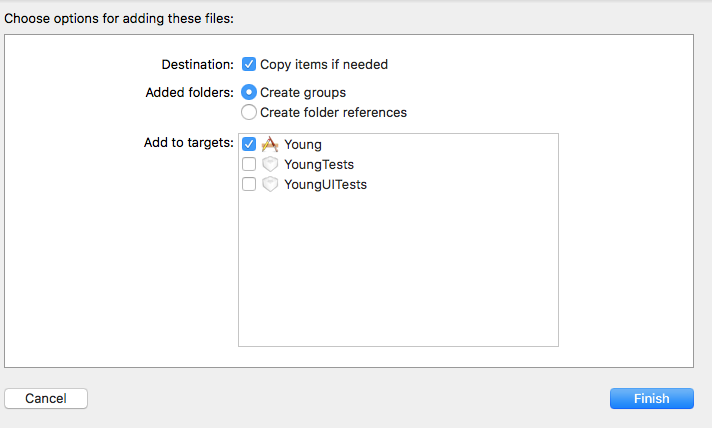 Choose options for adding these files:
Destination: Copy items if needed
Added folders: Create groups
Create folder references
Add to targets: Young
YoungTests
YoungUITests
Cancel Finish